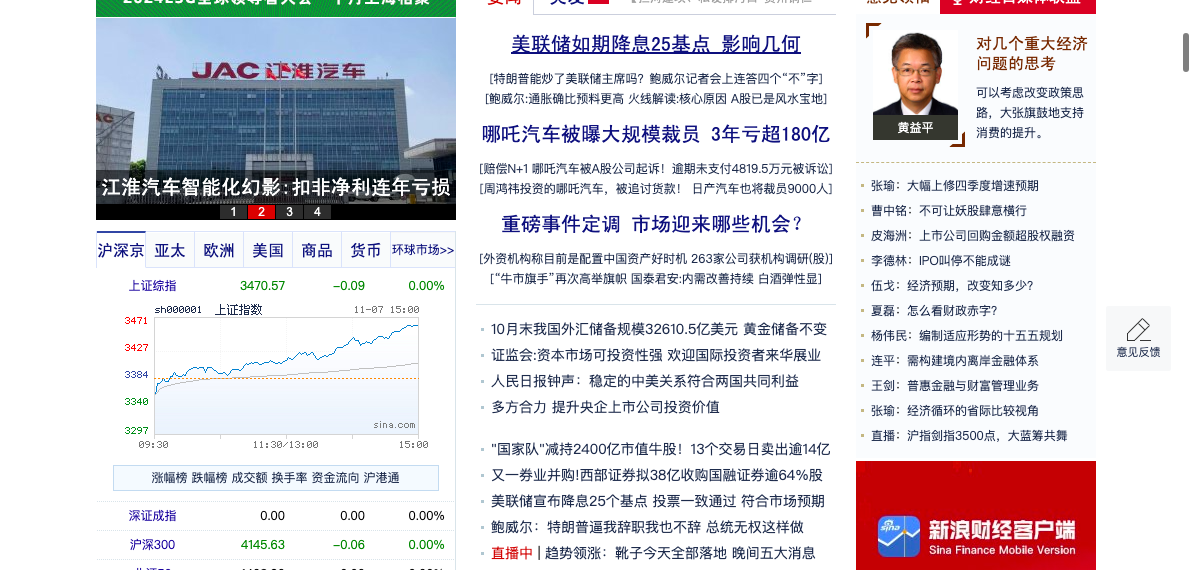 JAC 江淮汽车
江淮汽车智能化幻影:扣非净利连年亏损
1 2 3 4
沪深京 亚太 欧洲 美国 商品 货币 环球市场>>
上证综指 3470.57 -0.09 0.00%
sh000001 上证指数 11-07 15:00
3471
3427
3384
3340
3297
sina.com
09:30 11:30/13:00 15:00
涨幅榜 跌幅榜 成交额 换手率 资金流向 沪港通
深证成指 0.00 0.00 0.00%
沪深300 4145.63 -0.06 0.00%
美联储如期降息25基点 影响几何
[特朗普能炒了美联储主席吗？鲍威尔记者会上连答四个“不”字]
[鲍威尔:通胀确比预料更高 火线解读:核心原因 A股已是风水宝地]
哪吒汽车被曝大规模裁员 3年亏超180亿
[赔偿N+1 哪吒汽车被A股公司起诉！逾期未支付4819.5万元被诉讼]
[周鸿祎投资的哪吒汽车，被追讨货款！ 日产汽车也将裁员9000人]
重磅事件定调 市场迎来哪些机会？
[外资机构称目前是配置中国资产好时机 263家公司获机构调研(股)]
[“牛市旗手”再次高举旗帜 国泰君安:内需改善持续 白酒弹性显]
10月末我国外汇储备规模32610.5亿美元 黄金储备不变
证监会:资本市场可投资性强 欢迎国际投资者来华展业
人民日报钟声：稳定的中美关系符合两国共同利益
多方合力 提升央企上市公司投资价值
"国家队"减持2400亿市值牛股！13个交易日卖出逾14亿
又一券业并购!西部证券拟38亿收购国融证券逾64%股
美联储宣布降息25个基点 投票一致通过 符合市场预期
鲍威尔：特朗普逼我辞职我也不辞 总统无权这样做
直播中 | 趋势领涨：靴子今天全部落地 晚间五大消息
对几个重大经济
问题的思考
可以考虑改变政策思
路，大张旗鼓地支持
消费的提升。
黄益平
张瑜：大幅上修四季度增速预期
曹中铭：不可让妖股肆意横行
皮海洲：上市公司回购金额超股权融资
李德林：IPO叫停不能成谜
伍戈：经济预期，改变知多少？
夏磊：怎么看财政赤字？
杨伟民：编制适应形势的十五五规划
连平：需构建境内离岸金融体系
王剑：普惠金融与财富管理业务
张瑜：经济循环的省际比较视角
直播：沪指剑指3500点，大蓝筹共舞
sina
新浪财经客户端
Sina Finance Mobile Version
意见反馈